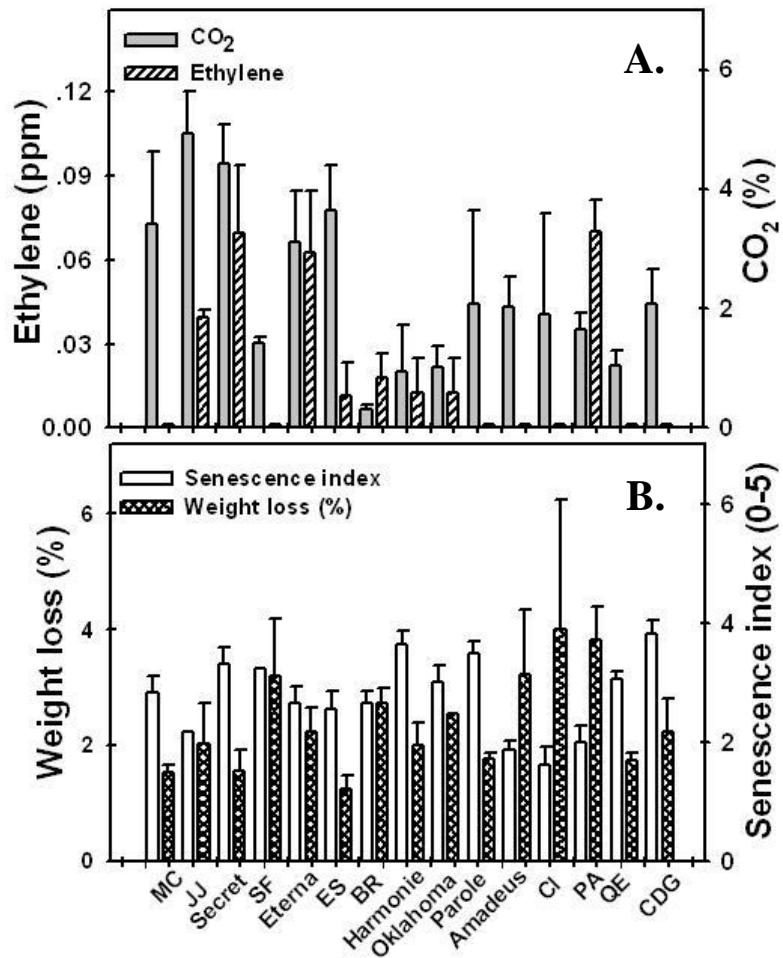 CO2
Ethylene
A.
Ethylene (ppm)
.12
.09
.06
.03
0.00
6
4
2
0
CO2 (%)
Senescence index
Weight loss (%)
B.
Weight loss (%)
6
4
2
0
6
4
2
0
Senescence index (0-5)
MC
JJ
Secret
SF
Eterna
ES
BR
Harmonie
Oklahoma
Parole
Amadeus
CI
PA
QE
CDG